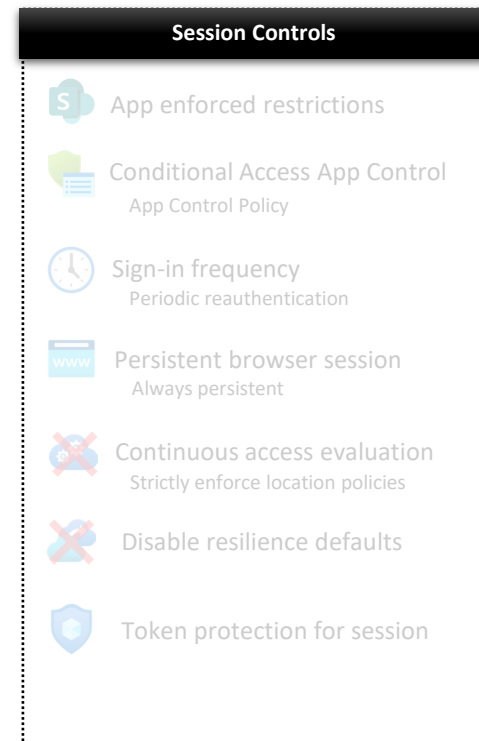 Session Controls
S
App enforced restrictions
Conditional Access App Control
App Control Policy
Sign-in frequency
Periodic reauthentication
www
Persistent browser session
Always persistent
Continuous access evaluation
Strictly enforce location policies
Disable resilience defaults
Token protection for session